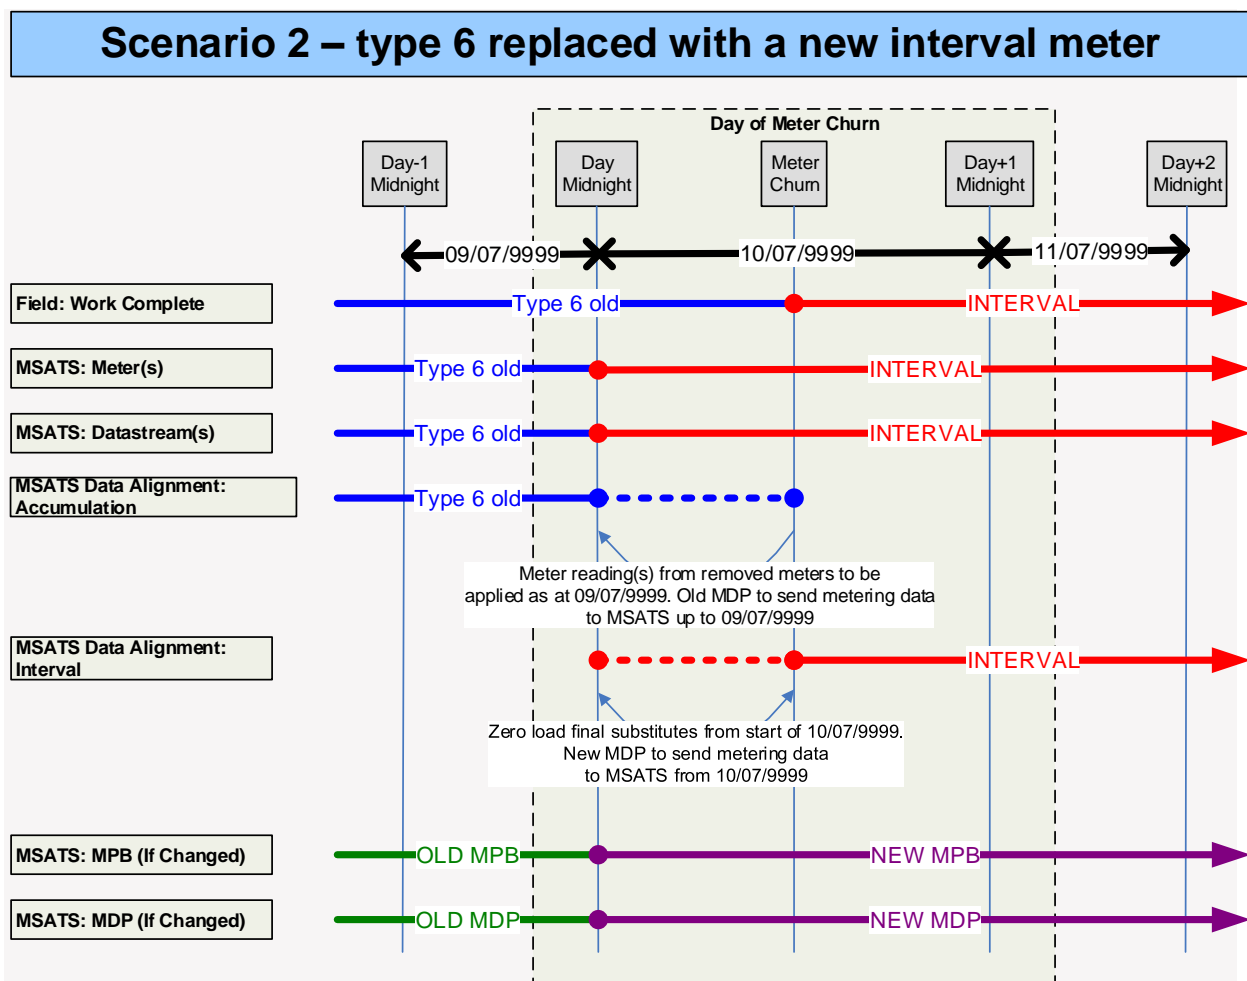 Scenario 2 – type 6 replaced with a new interval meter
Day of Meter Churn
Day-1
Midnight
Day
Midnight
Meter
Churn
Day+1
Midnight
Day+2
Midnight
09/07/9999
10/07/9999
11/07/9999
Field: Work Complete
Type 6 old
INTERVAL
MSATS: Meter(s)
Type 6 old
INTERVAL
MSATS: Datastream(s)
Type 6 old
INTERVAL
MSATS Data Alignment:
Accumulation
Type 6 old
Meter reading(s) from removed meters to be
applied as at 09/07/9999. Old MDP to send metering data
to MSATS up to 09/07/9999
MSATS Data Alignment:
Interval
INTERVAL
Zero load final substitutes from start of 10/07/9999.
New MDP to send metering data
to MSATS from 10/07/9999
MSATS: MPB (If Changed)
OLD MPB
NEW MPB
MSATS: MDP (If Changed)
OLD MDP
NEW MDP